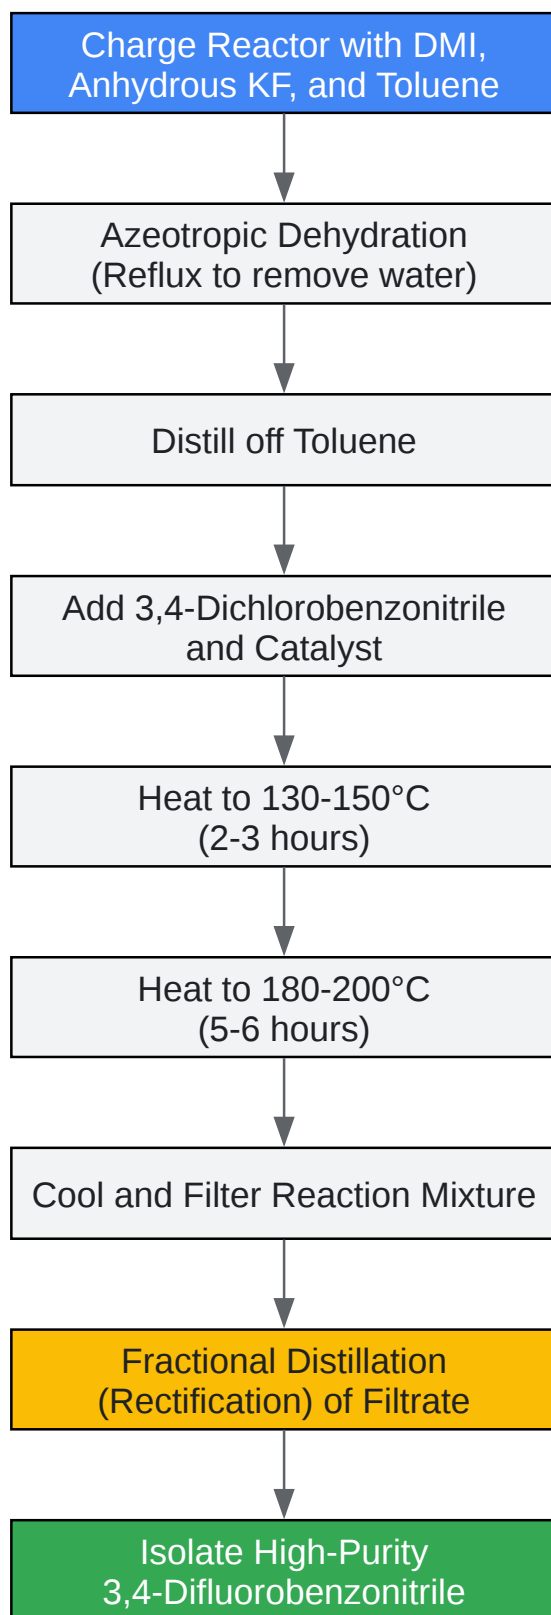 Charge Reactor with DMI,
Anhydrous KF, and Toluene
Azeotropic Dehydration
(Reflux to remove water)
Distill off Toluene
Add 3,4-Dichlorobenzonitrile
and Catalyst
Heat to 130-150°C
(2-3 hours)
Heat to 180-200°C
(5-6 hours)
Cool and Filter Reaction Mixture
Fractional Distillation
(Rectification) of Filtrate
Isolate High-Purity
3,4-Difluorobenzonitrile